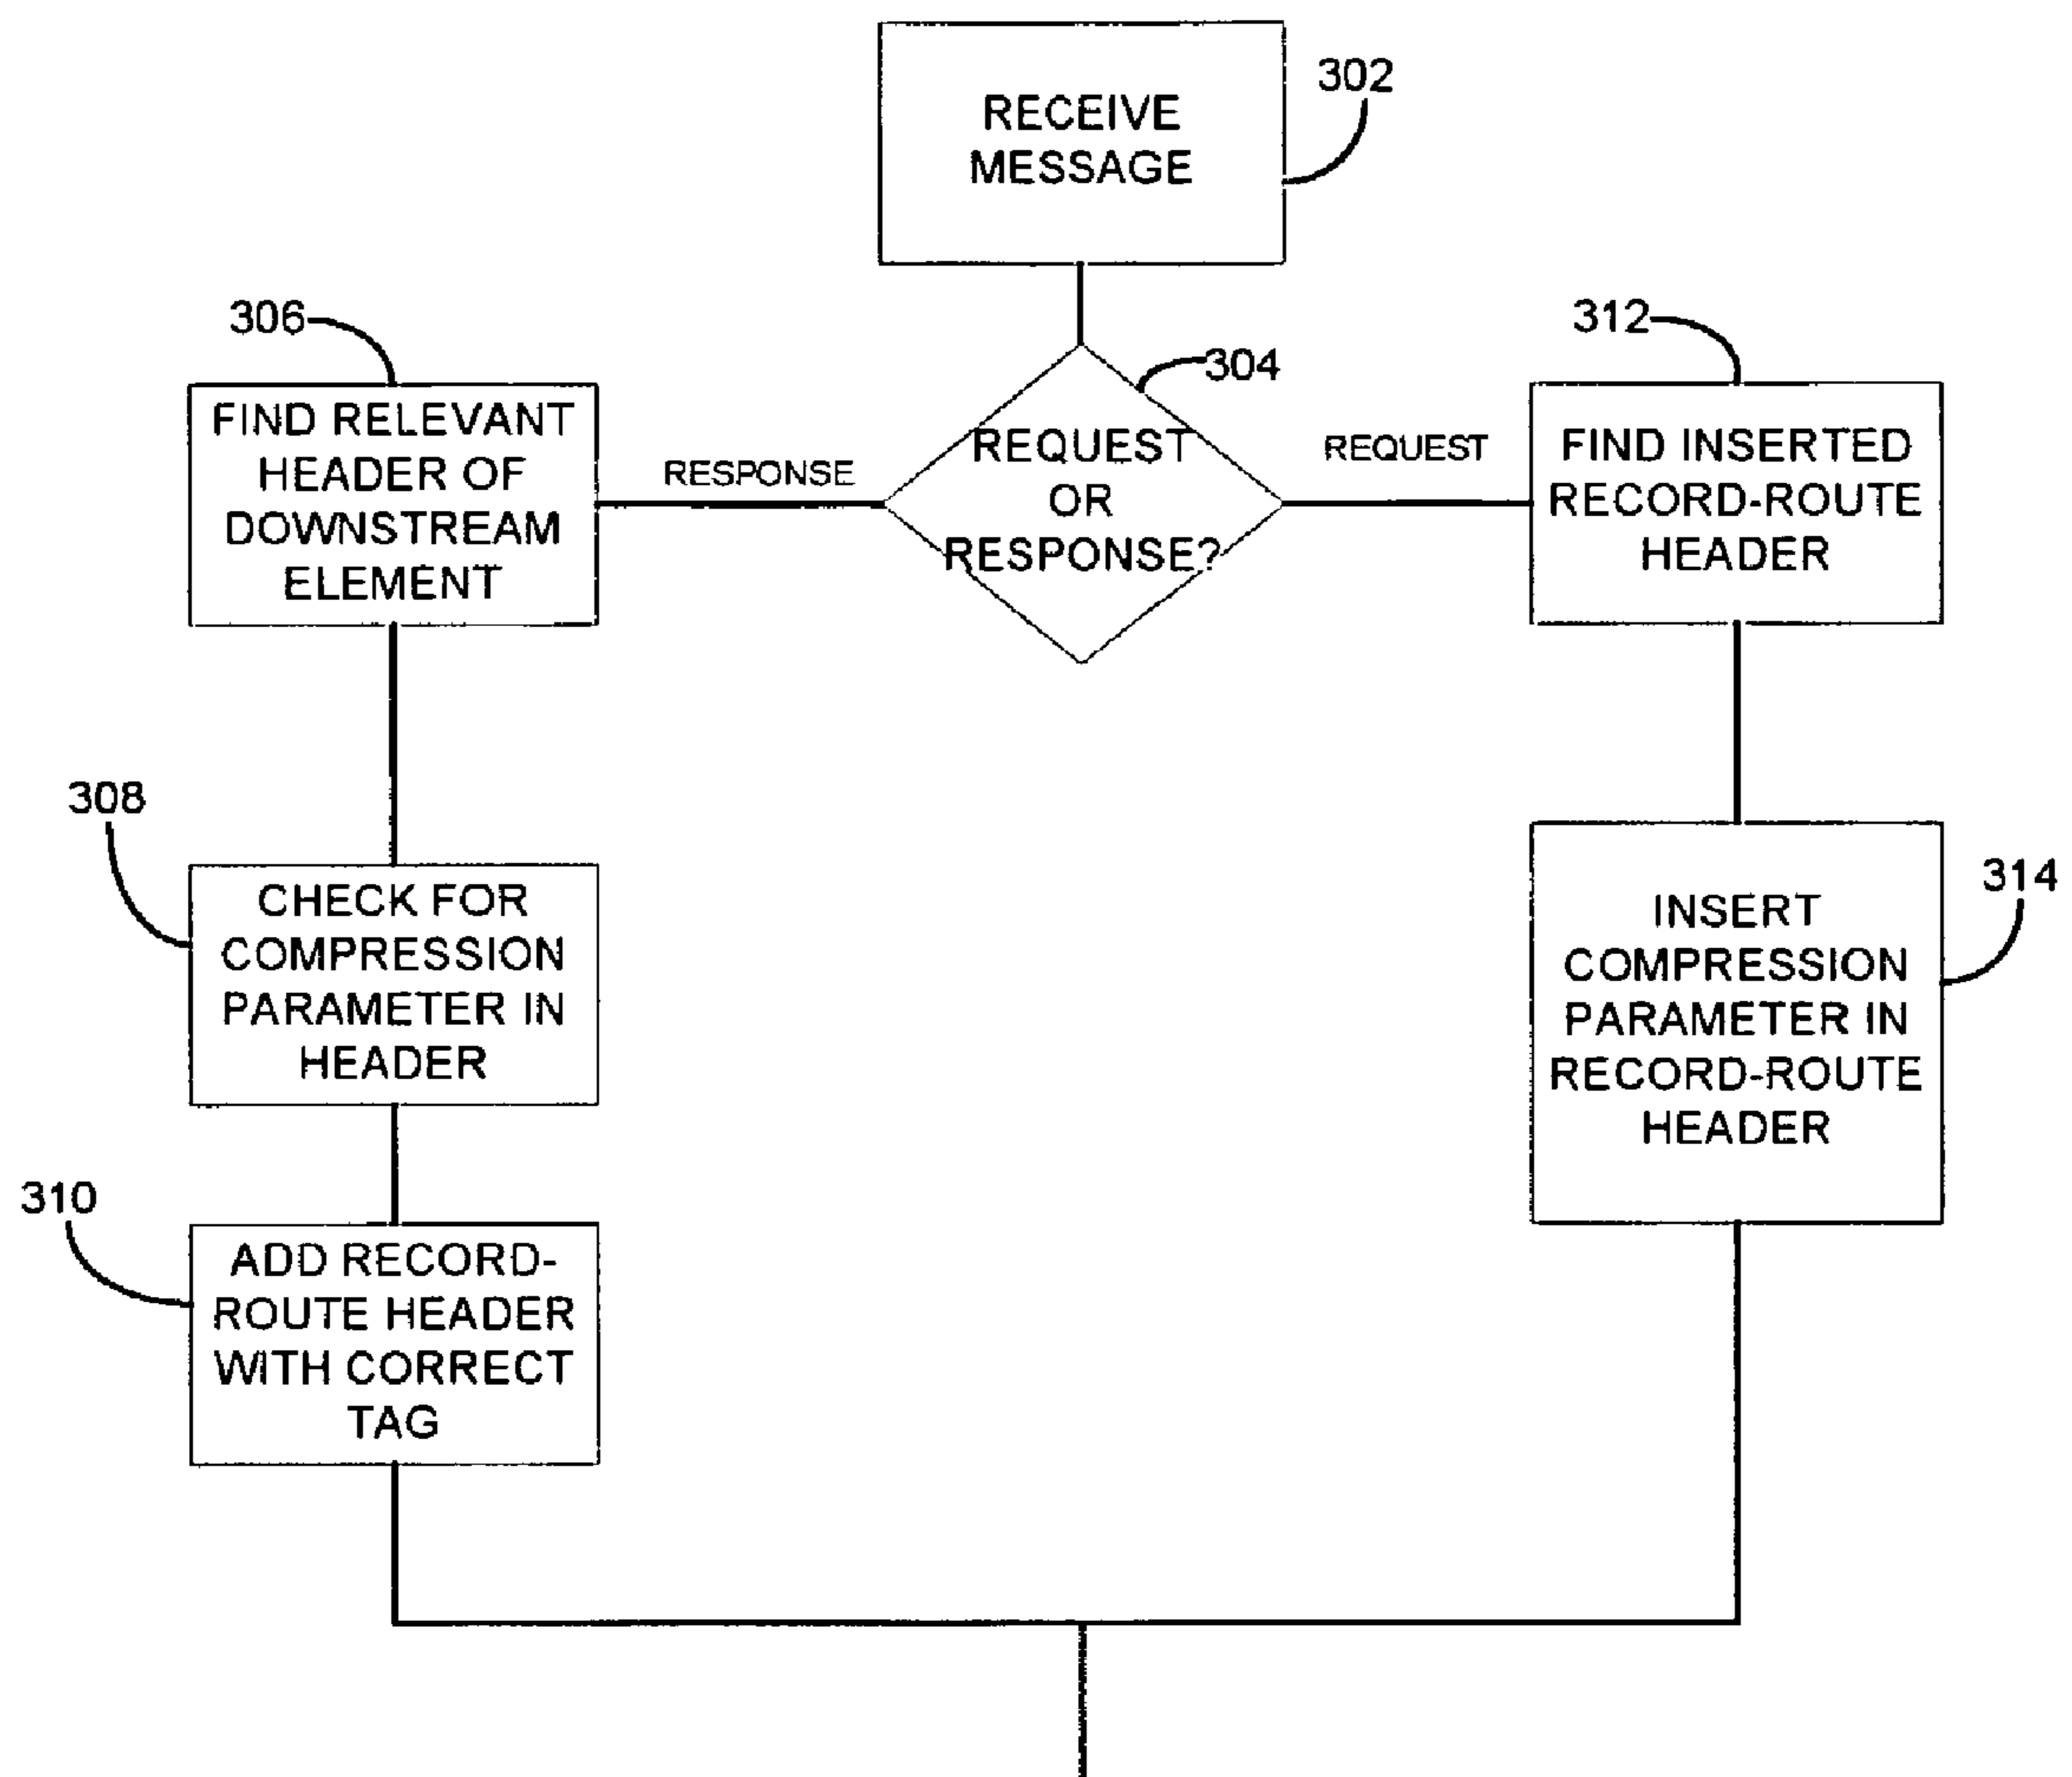 RECEIVE
MESSAGE
302
304
REQUEST
OR
RESPONSE?
RESPONSE
REQUEST
306
FIND RELEVANT
HEADER OF
DOWNSTREAM
ELEMENT
308
CHECK FOR
COMPRESSION
PARAMETER IN
HEADER
310
ADD RECORD-
ROUTE HEADER
WITH CORRECT
TAG
312
FIND INSERTED
RECORD-ROUTE
HEADER
314
INSERT
COMPRESSION
PARAMETER IN
RECORD-ROUTE
HEADER